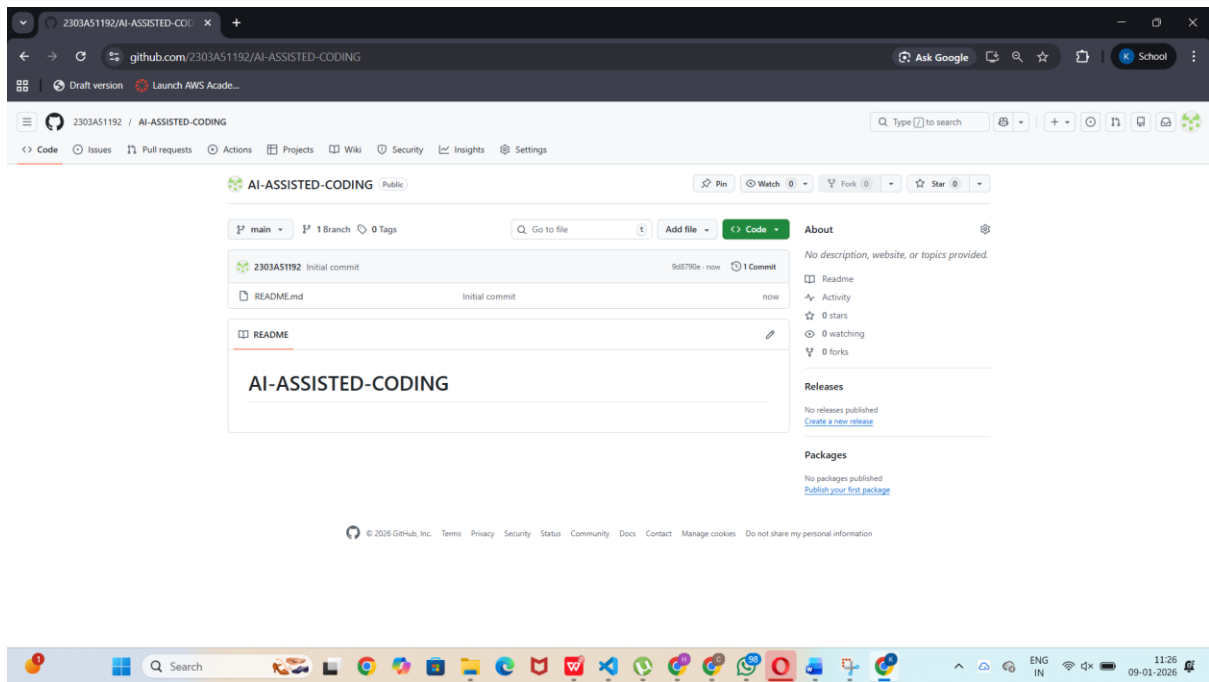 2303A51192/AI-ASSISTED-COD
github.com/2303A51192/AI-ASSISTED-CODING
Ask Google
K School
Draft version Launch AWS Acade...
2303A51192 / AI-ASSISTED-CODING
Type / to search
Code Issues Pull requests Actions Projects Wiki Security Insights Settings
AI-ASSISTED-CODING Public
Pin Watch 0 Fork 0 Star 0
main 1 Branch 0 Tags
Go to file t
Add file Code
2303A51192 Initial commit
9d8790e · now 1 Commit
README.md Initial commit now
README
AI-ASSISTED-CODING
About
No description, website, or topics provided.
Readme
Activity
0 stars
0 watching
0 forks
Releases
No releases published
Create a new release
Packages
No packages published
Publish your first package
© 2026 GitHub, Inc. Terms Privacy Security Status Community Docs Contact Manage cookies Do not share my personal information
1
Search
H
C
98
K
ENG
IN
11:26
09-01-2026